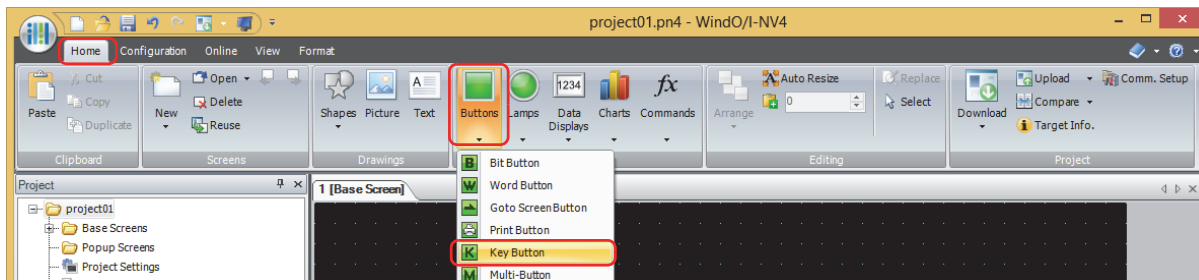 project01.pn4 - WindO/I-NV4
Home Configuration Online View Format
Cut Open Auto Resize Replace Upload Comm. Setup
Copy Delete 0 Select Compare
Duplicate Reuse Target Info.
Paste New Shapes Picture Text Buttons Lamps Data Displays Charts Commands Arrange Download
1234
fx
A
Clipboard Screens Drawings Editing Project
Project 1 [Base Screen]
project01
Base Screens
Popup Screens
Project Settings
B Bit Button
W Word Button
Goto Screen Button
Print Button
K Key Button
M Multi-Button